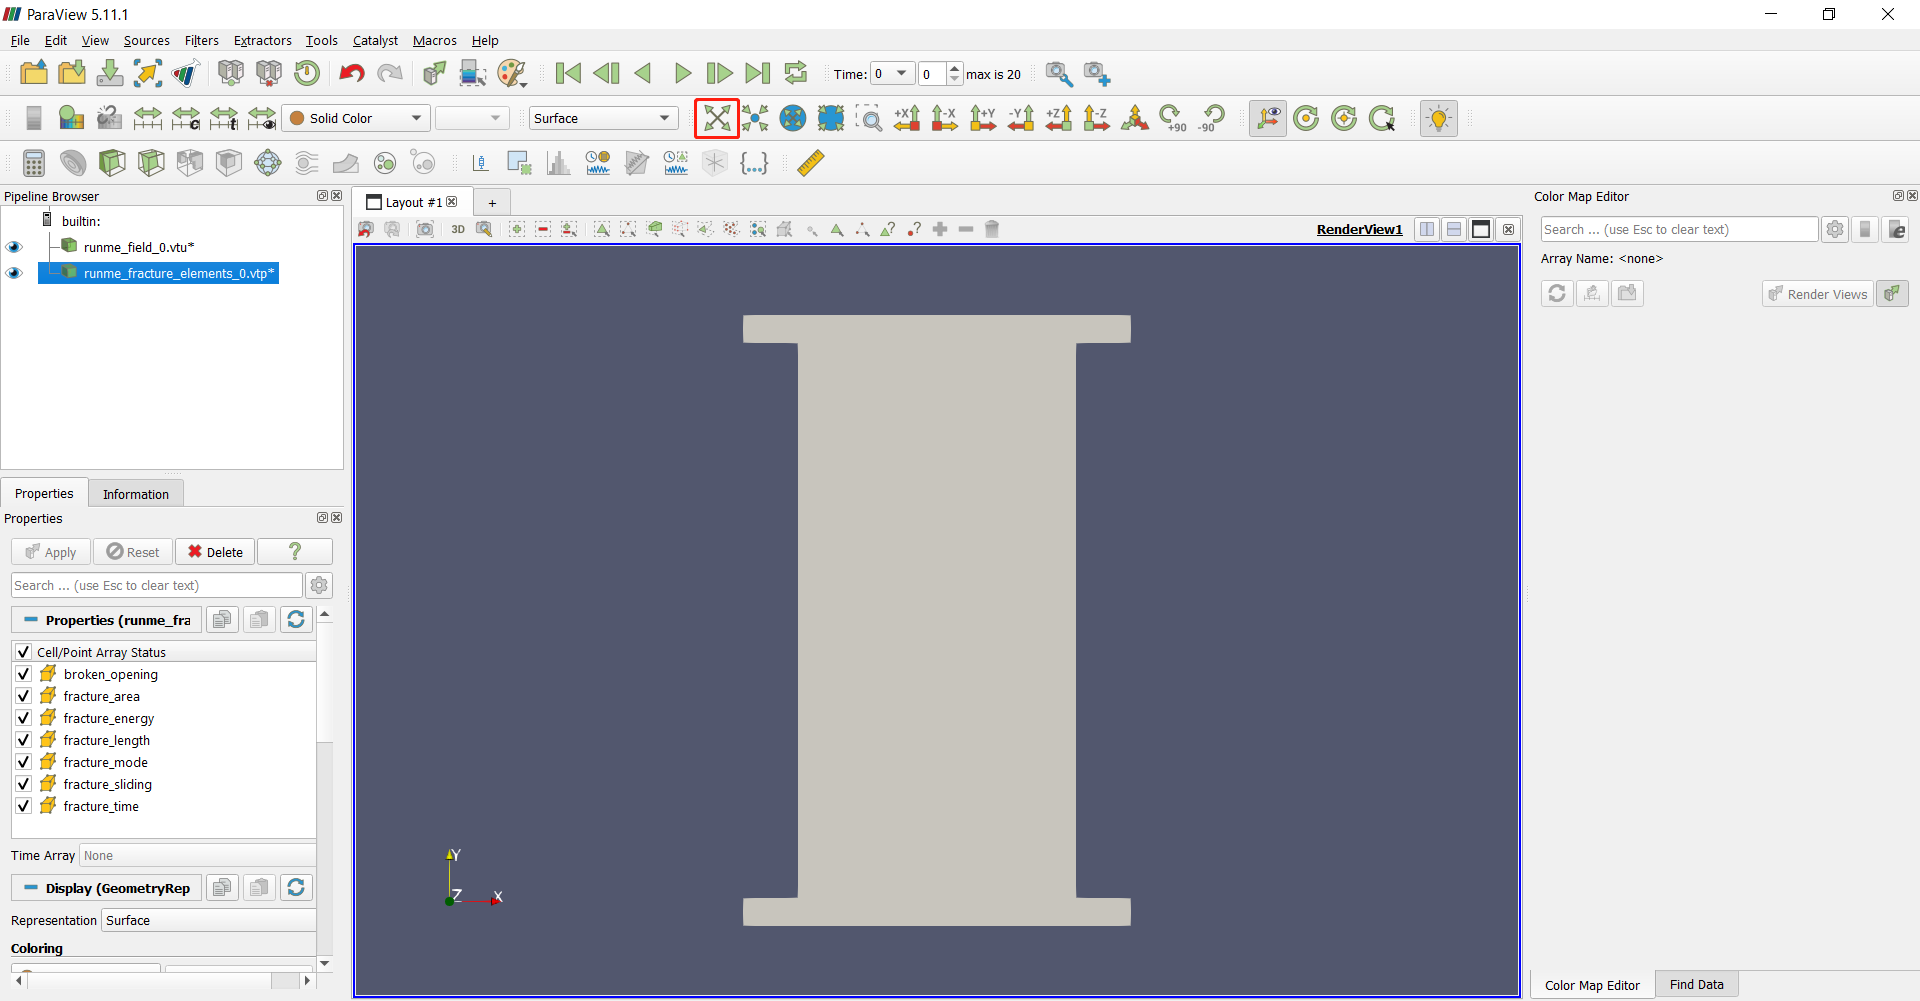 ParaView 5.11.1
File Edit View Sources Filters Extractors Tools Catalyst Macros Help
Time: 0 0 max is 20
Solid Color Surface +X -X +Y -Y +Z -Z +90 -90
Pipeline Browser
builtin:
runme_field_0.vtu*
runme_fracture_elements_0.vtp*
Properties Information
Properties
Apply Reset Delete ?
Search ... (use Esc to clear text)
Properties (runme_fra
Cell/Point Array Status
broken_opening
fracture_area
fracture_energy
fracture_length
fracture_mode
fracture_sliding
fracture_time
Time Array None
Display (GeometryRep
Representation Surface
Coloring
Layout #1 +
3D RenderView1
Y
Z X
Color Map Editor
Search ... (use Esc to clear text)
Array Name: <none>
Render Views
Color Map Editor Find Data